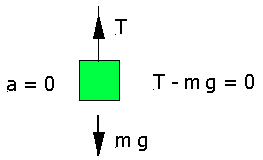 T
a = 0
T - m g = 0
m g